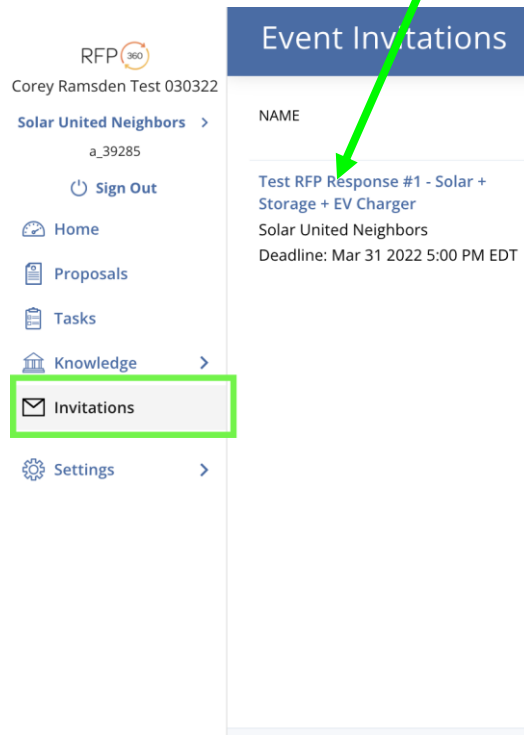 RFP 360
Corey Ramsden Test 030322
Solar United Neighbors
a_39285
Sign Out
Home
Proposals
Tasks
Knowledge
Invitations
Settings
Event Invitations
NAME
Test RFP Response #1 - Solar +
Storage + EV Charger
Solar United Neighbors
Deadline: Mar 31 2022 5:00 PM EDT